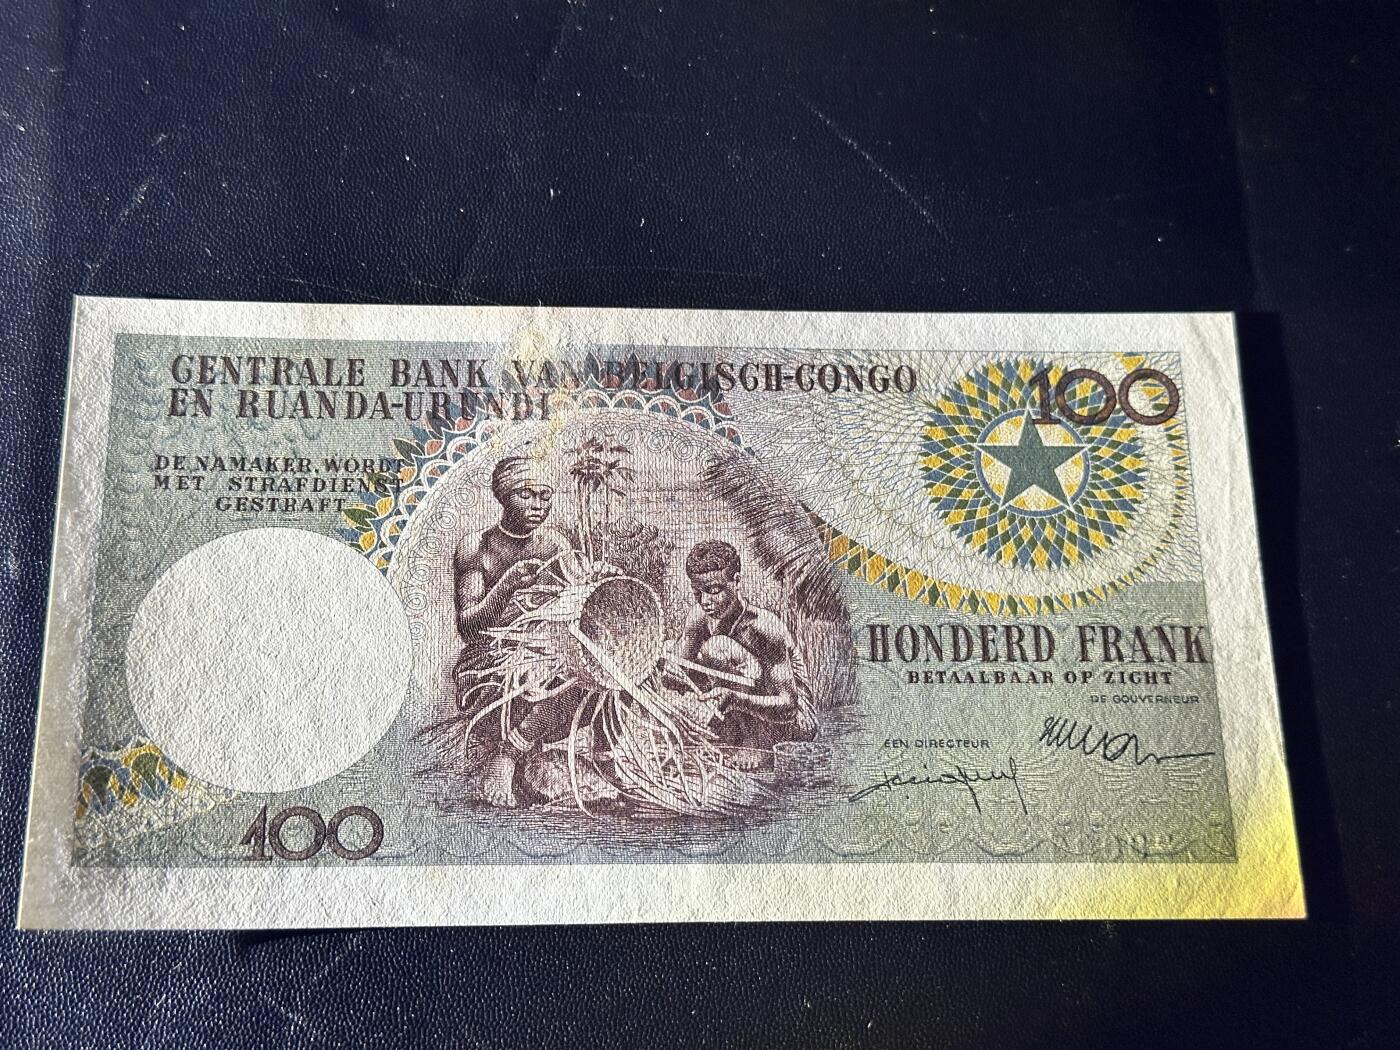 CENTRALE BANK VAN BELGISCH-CONGO
EN RUANDA-URUNDI
100
DE NAMAKER WORDT
MET STRAFDIENST
GESTRAFT
HONDERD FRANK
BETAALBAAR OP ZICHT
DE GOUVERNEUR
EEN DIRECTEUR
100